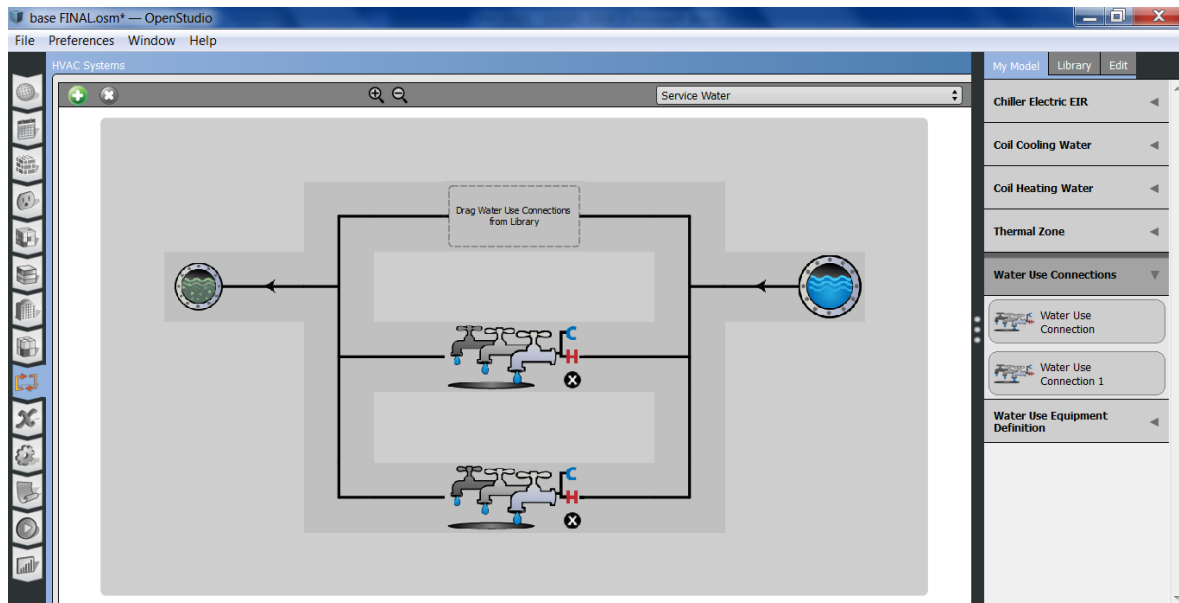 base FINAL.osm* — OpenStudio
File Preferences Window Help
HVAC Systems
My Model Library Edit
Service Water
Chiller Electric EIR
Coil Cooling Water
Coil Heating Water
Thermal Zone
Water Use Connections
Water Use
Connection
Water Use
Connection 1
Water Use Equipment
Definition
Drag Water Use Connections
from Library
C
H
X
C
H
X